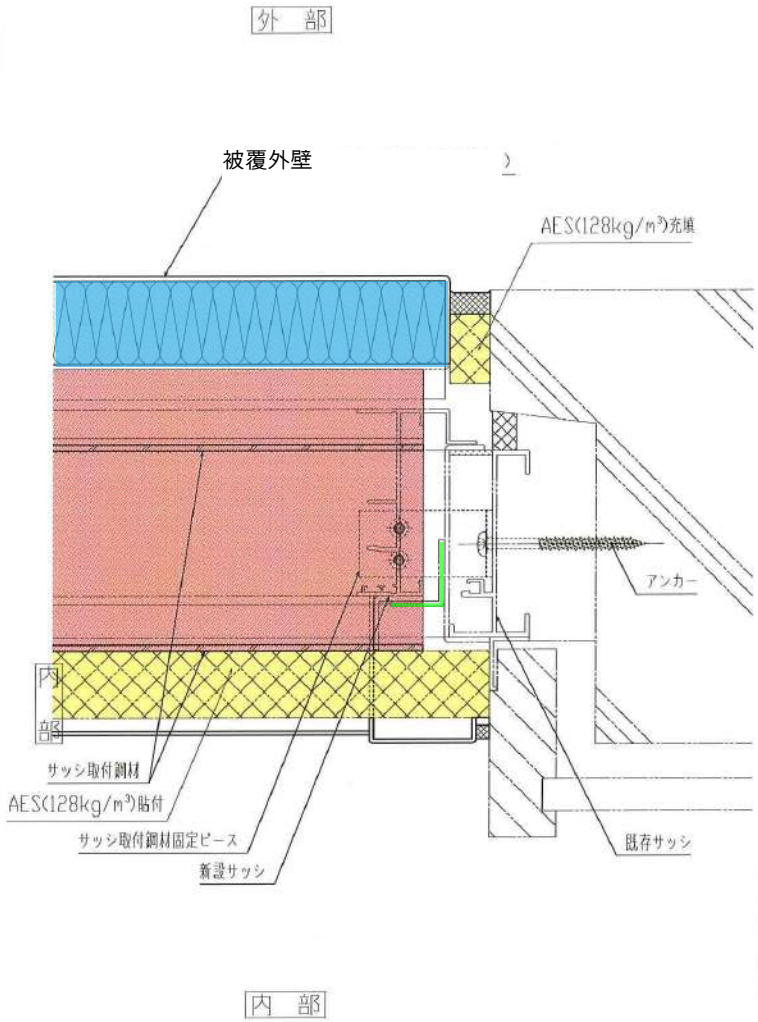 外 部
被覆外壁
)
AES(128kg/m³)充填
アンカー
内
部
サッシ取付鋼材
AES(128kg/m³)貼付
サッシ取付鋼材固定ピース
既存サッシ
新設サッシ
内 部